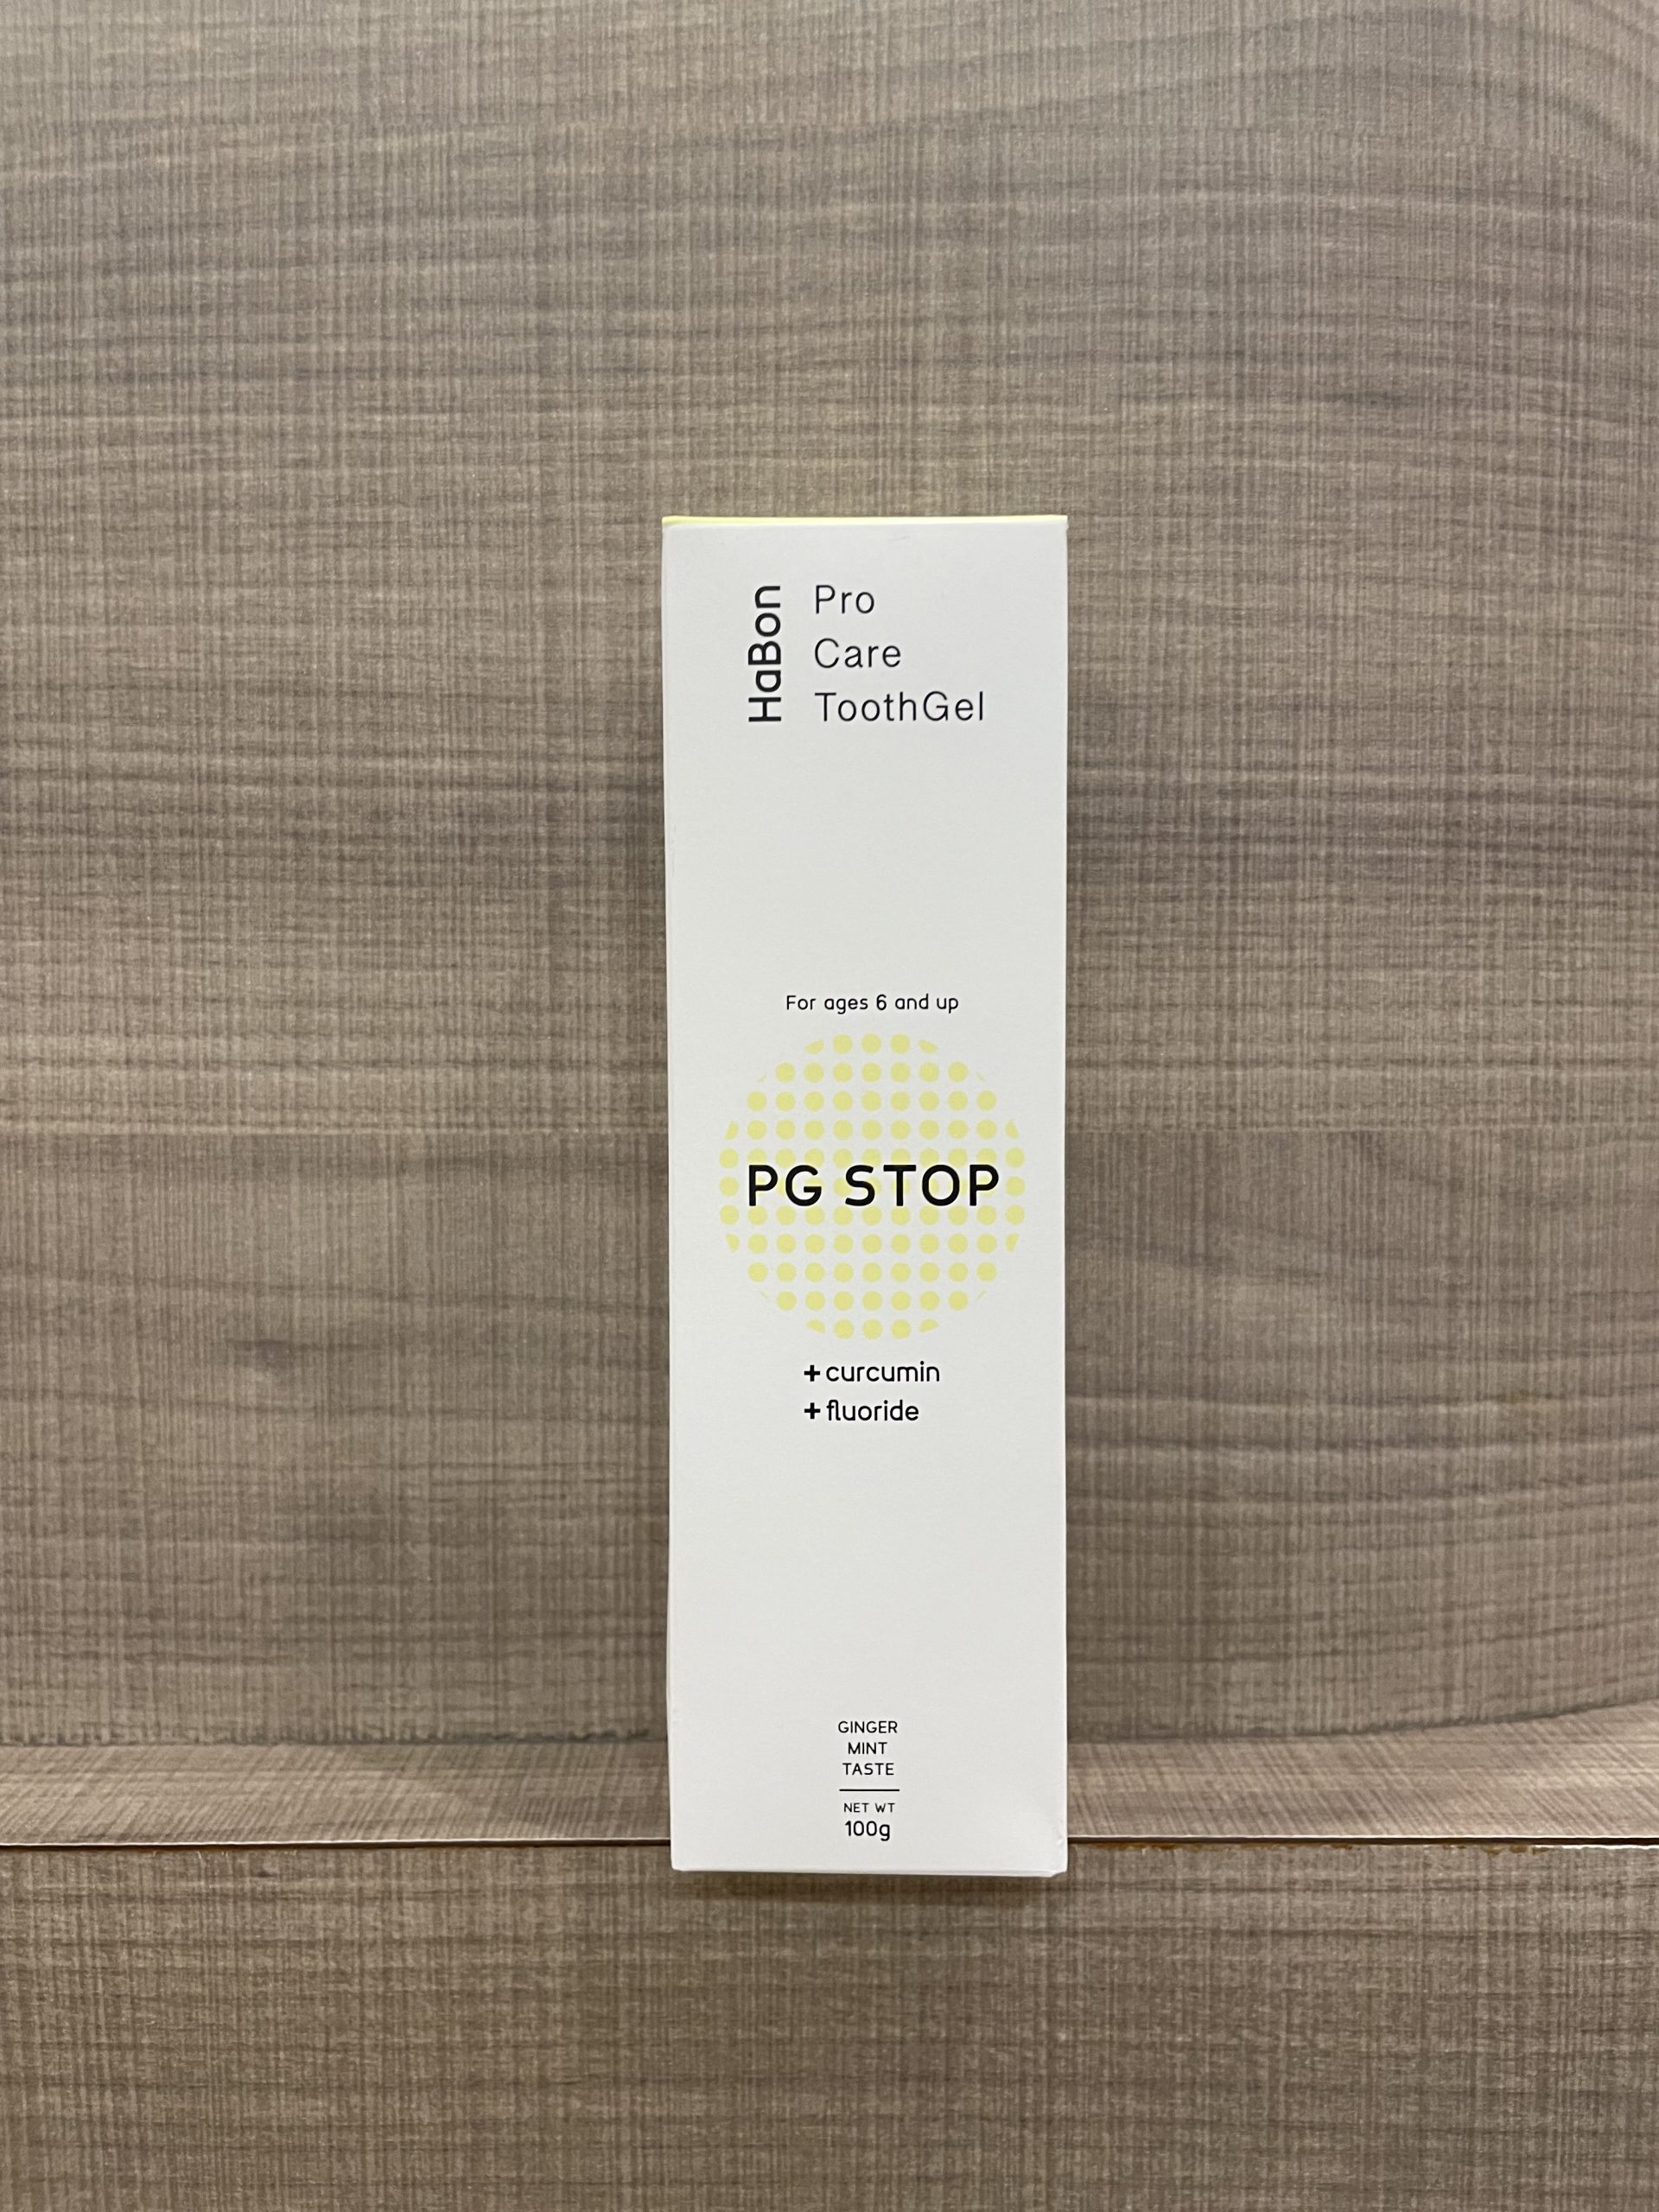 HaBon
Pro
Care
ToothGel
For ages 6 and up
PG STOP
+curcumin
+fluoride
GINGER
MINT
TASTE
NET WT
100g